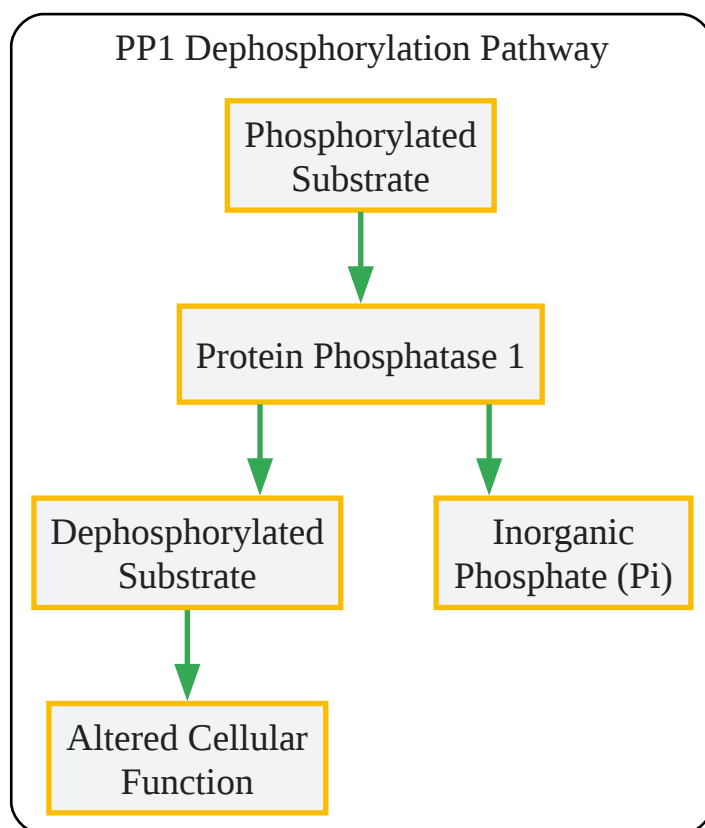 PP1 Dephosphorylation Pathway
Phosphorylated
Substrate
Protein Phosphatase 1
Dephosphorylated
Substrate
Inorganic
Phosphate (Pi)
Altered Cellular
Function